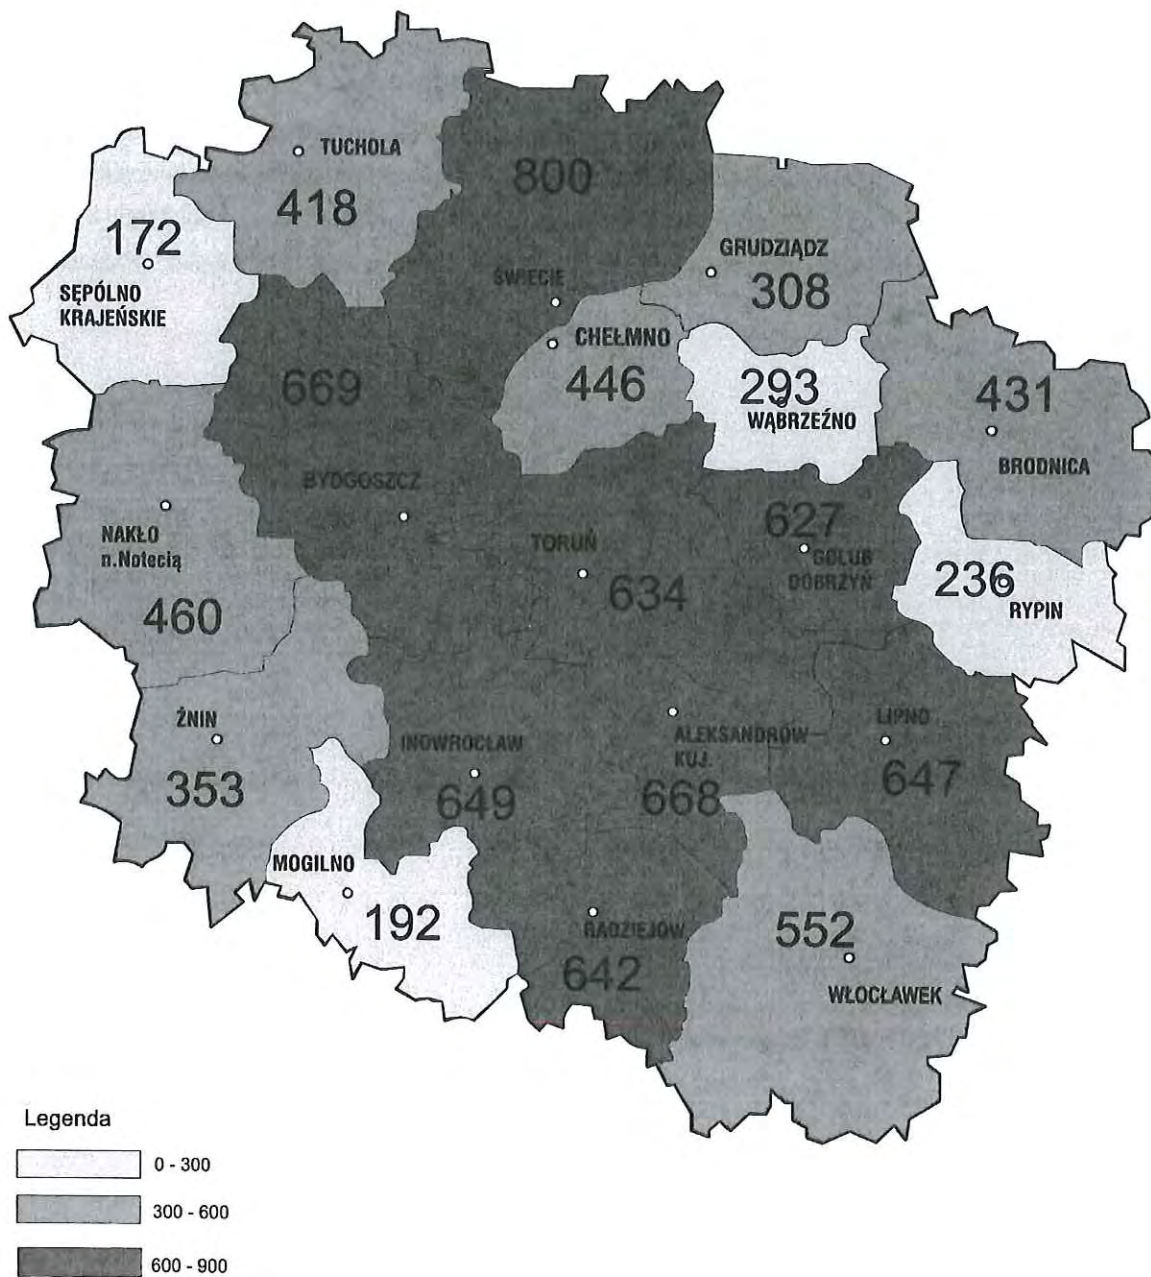 TUCHOLA
418
800
172
SĘPÓLNO
KRAJEŃSKIE
GRUDZIĄDZ
308
ŚWIECIE
CHEŁMNO
446
669
293
WĄBRZEŹNO
431
BRODNICA
BYDGOSZCZ
NAKŁO
n.Notecią
460
TORUŃ
634
627
GOLUB
DOBRZYŃ
236
RYPIN
ŻNIN
353
INOWROCŁAW
649
ALEKSANDRÓW
KUJ.
668
LIPNO
647
MOGILNO
192
RADZIEJÓW
642
552
WŁOCŁAWEK
Legenda
0 - 300
300 - 600
600 - 900